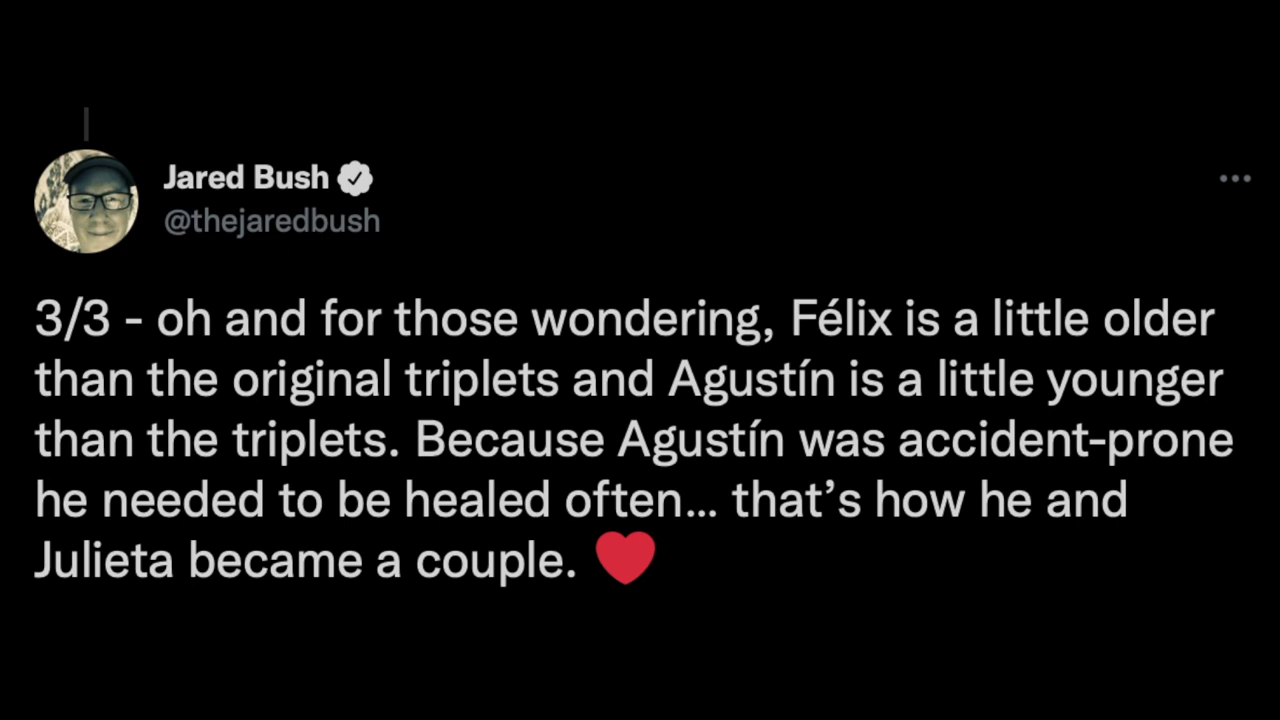 Jared Bush
@thejaredbush
3/3 - oh and for those wondering, Félix is a little older
than the original triplets and Agustín is a little younger
than the triplets. Because Agustín was accident-prone
he needed to be healed often... that’s how he and
Julieta became a couple. ❤️